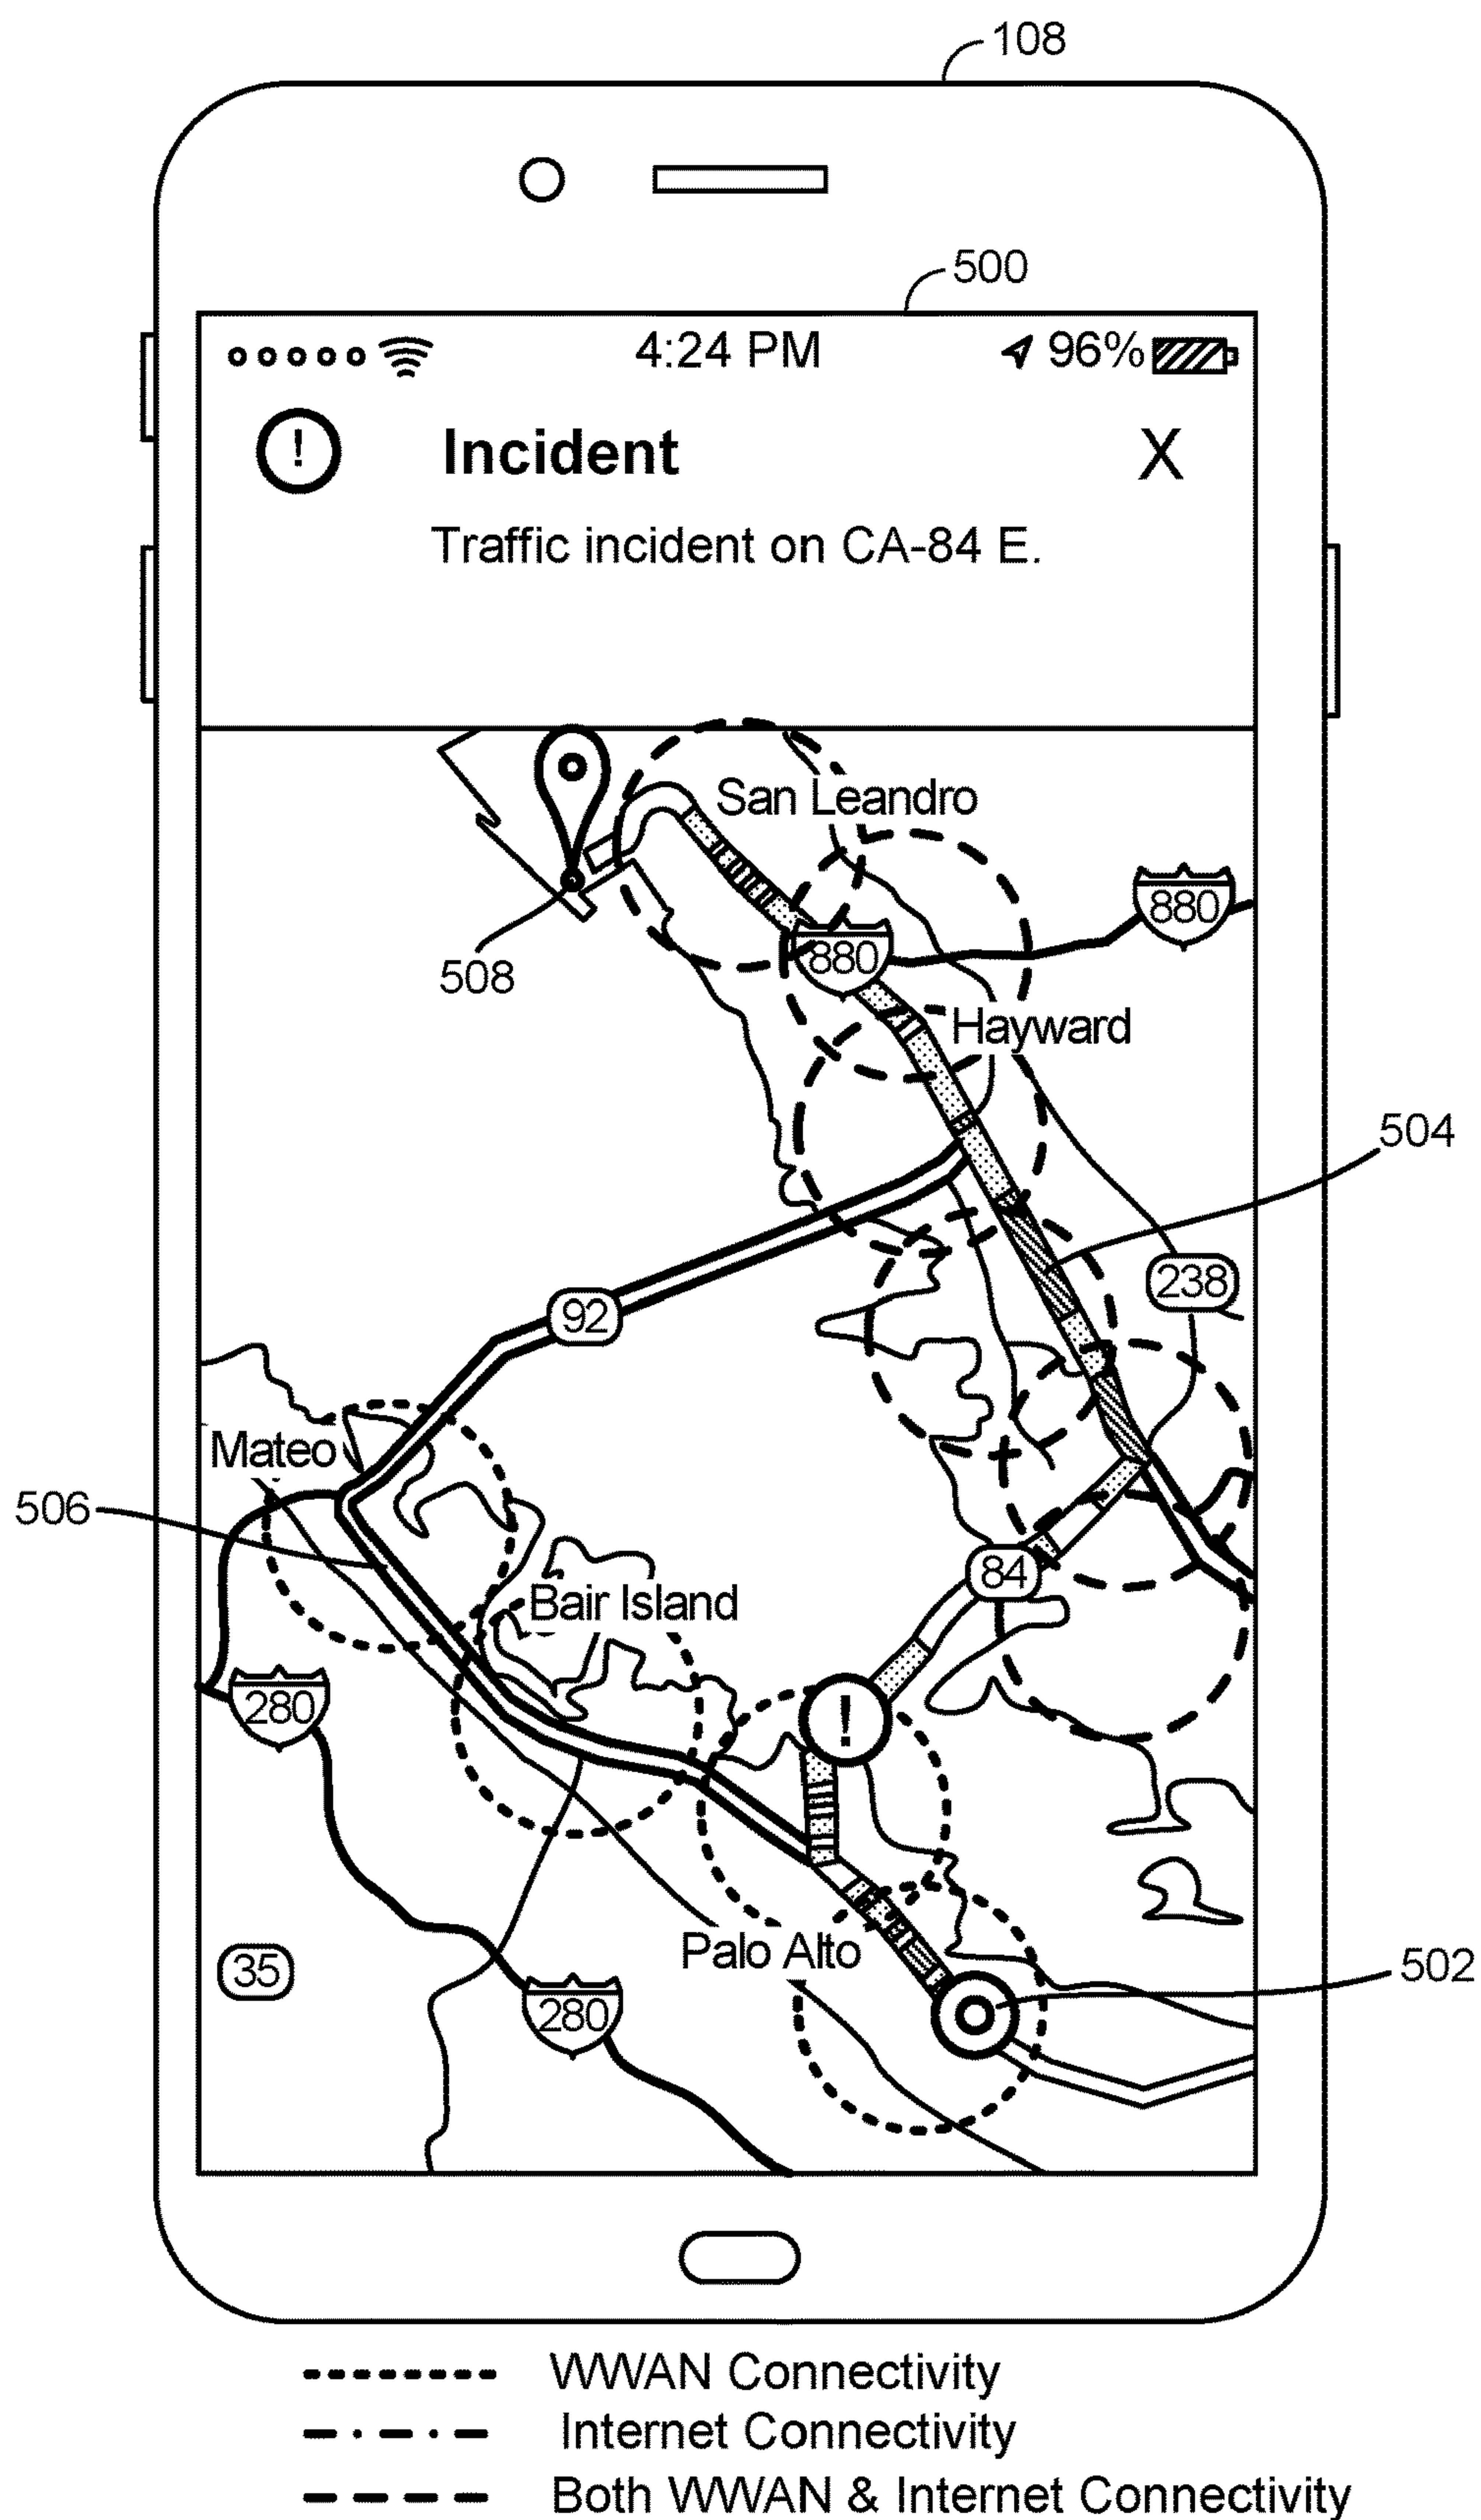 108
500
4:24 PM 96%
! Incident X
Traffic incident on CA-84 E.
San Leandro
880
880
508
Hayward
504
238
92
Mateo
506
84
Bair Island
280
!
Palo Alto
502
35
280
WWAN Connectivity
Internet Connectivity
Both WWAN & Internet Connectivity